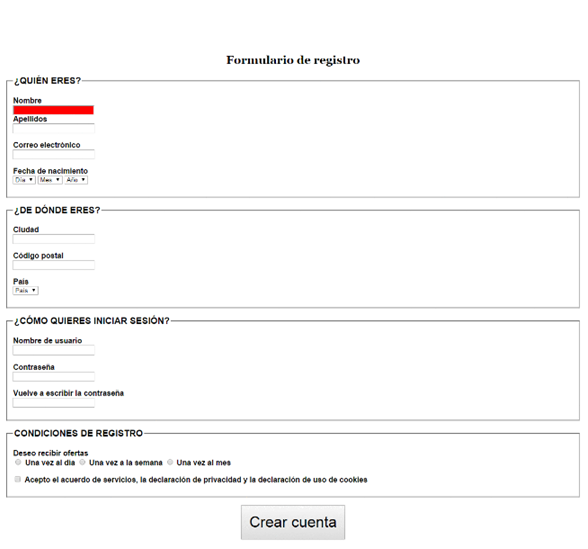 Formulario de registro
¿QUIÉN ERES?
Nombre
Apellidos
Correo electrónico
Fecha de nacimiento
Día Mes Año
¿DE DÓNDE ERES?
Ciudad
Código postal
País
País
¿CÓMO QUIERES INICIAR SESIÓN?
Nombre de usuario
Contraseña
Vuelve a escribir la contraseña
CONDICIONES DE REGISTRO
Deseo recibir ofertas
Una vez al día Una vez a la semana Una vez al mes
Acepto el acuerdo de servicios, la declaración de privacidad y la declaración de uso de cookies
Crear cuenta